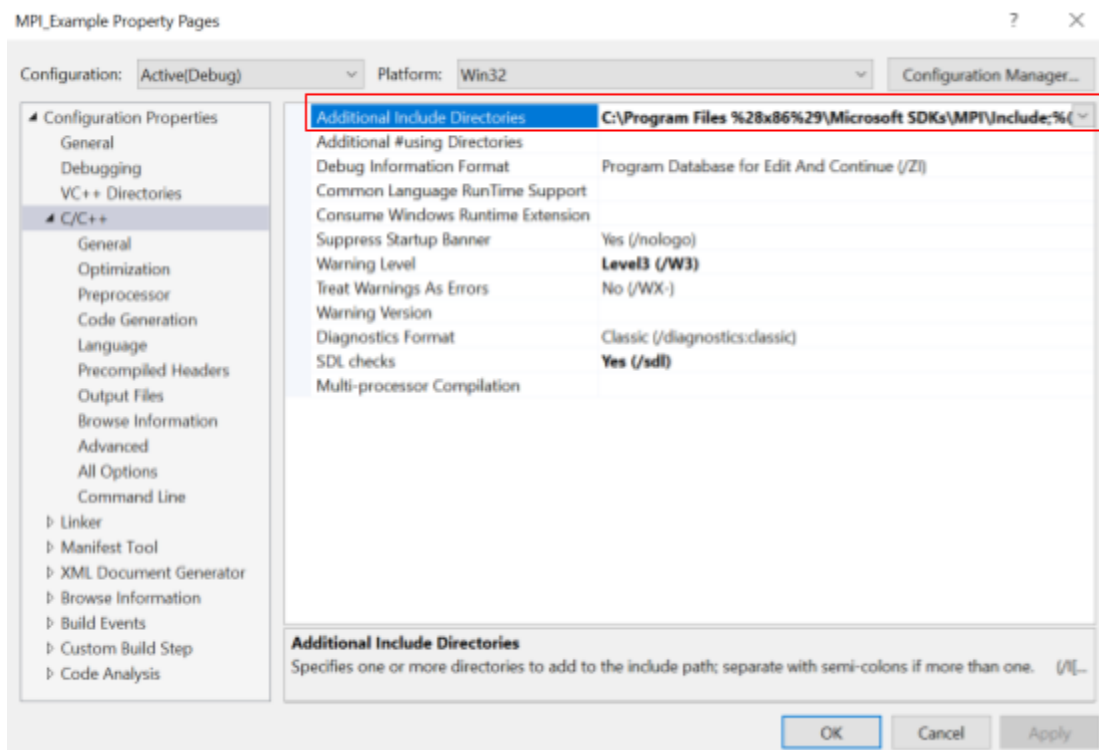 MPI_Example Property Pages
Configuration: Active(Debug) Platform: Win32 Configuration Manager...
Configuration Properties
General
Debugging
VC++ Directories
C/C++
General
Optimization
Preprocessor
Code Generation
Language
Precompiled Headers
Output Files
Browse Information
Advanced
All Options
Command Line
Linker
Manifest Tool
XML Document Generator
Browse Information
Build Events
Custom Build Step
Code Analysis
Additional Include Directories C:\Program Files %28x86%29\Microsoft SDKs\MPI\Include;%(
Additional #using Directories
Debug Information Format Program Database for Edit And Continue (/ZI)
Common Language RunTime Support
Consume Windows Runtime Extension
Suppress Startup Banner Yes (/nologo)
Warning Level Level3 (/W3)
Treat Warnings As Errors No (/WX-)
Warning Version
Diagnostics Format Classic (/diagnostics:classic)
SDL checks Yes (/sdl)
Multi-processor Compilation
Additional Include Directories
Specifies one or more directories to add to the include path; separate with semi-colons if more than one. (/I[...
OK Cancel Apply